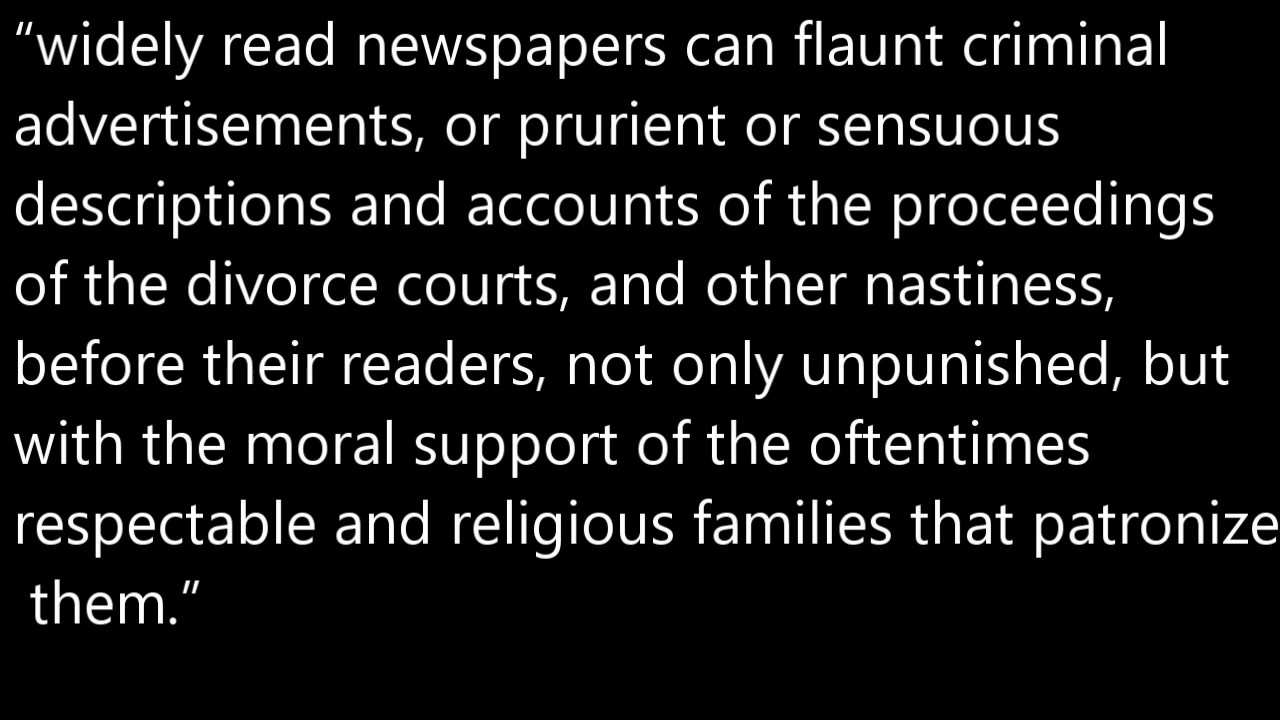 “widely read newspapers can flaunt criminal
advertisements, or prurient or sensuous
descriptions and accounts of the proceedings
of the divorce courts, and other nastiness,
before their readers, not only unpunished, but
with the moral support of the oftentimes
respectable and religious families that patronize
them.”